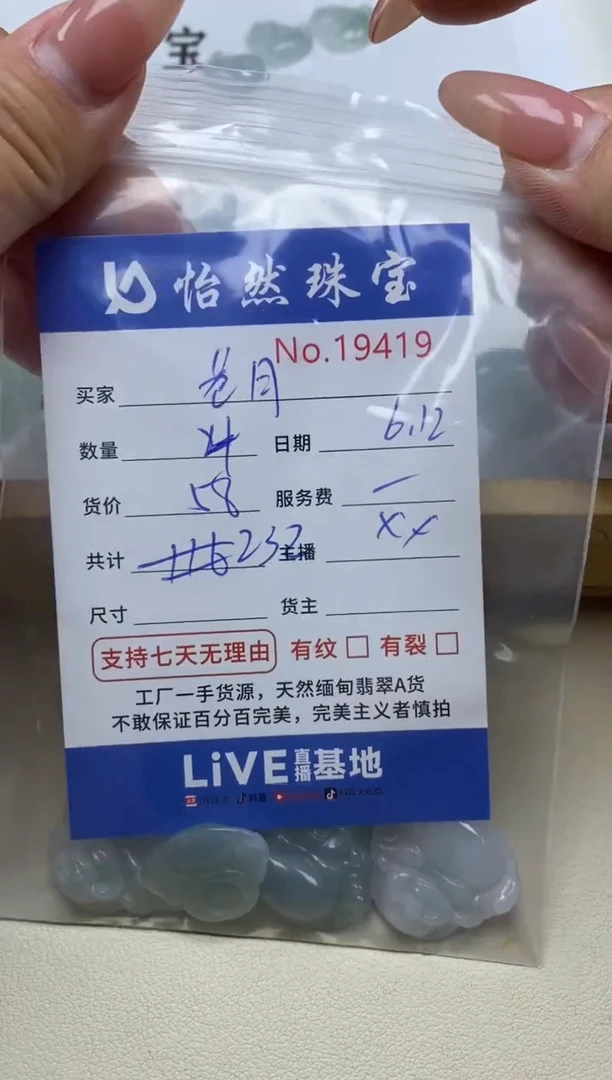 宝
怡然珠宝
No.19419
买家 苍月
数量 4 日期 6.12
货价 58 服务费 一
共计 232 主播 XX
尺寸 货主
支持七天无理由 有纹 □ 有裂 □
工厂一手货源，天然缅甸翡翠A货
不敢保证百分百完美，完美主义者慎拍
LiVE直播基地
抖音